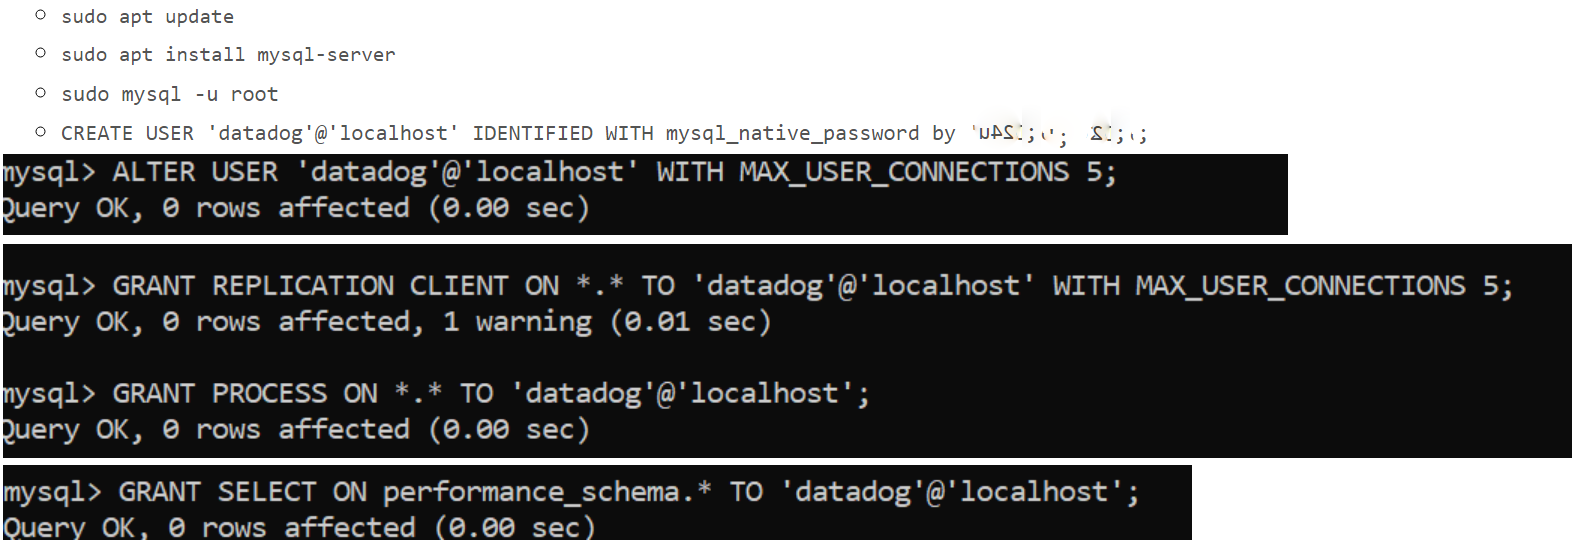 sudo apt update
sudo apt install mysql-server
sudo mysql -u root
CREATE USER 'datadog'@'localhost' IDENTIFIED WITH mysql_native_password by
mysql> ALTER USER 'datadog'@'localhost' WITH MAX_USER_CONNECTIONS 5;
Query OK, 0 rows affected (0.00 sec)
mysql> GRANT REPLICATION CLIENT ON *.* TO 'datadog'@'localhost' WITH MAX_USER_CONNECTIONS 5;
Query OK, 0 rows affected, 1 warning (0.01 sec)
mysql> GRANT PROCESS ON *.* TO 'datadog'@'localhost';
Query OK, 0 rows affected (0.00 sec)
mysql> GRANT SELECT ON performance_schema.* TO 'datadog'@'localhost';
Query OK, 0 rows affected (0.00 sec)